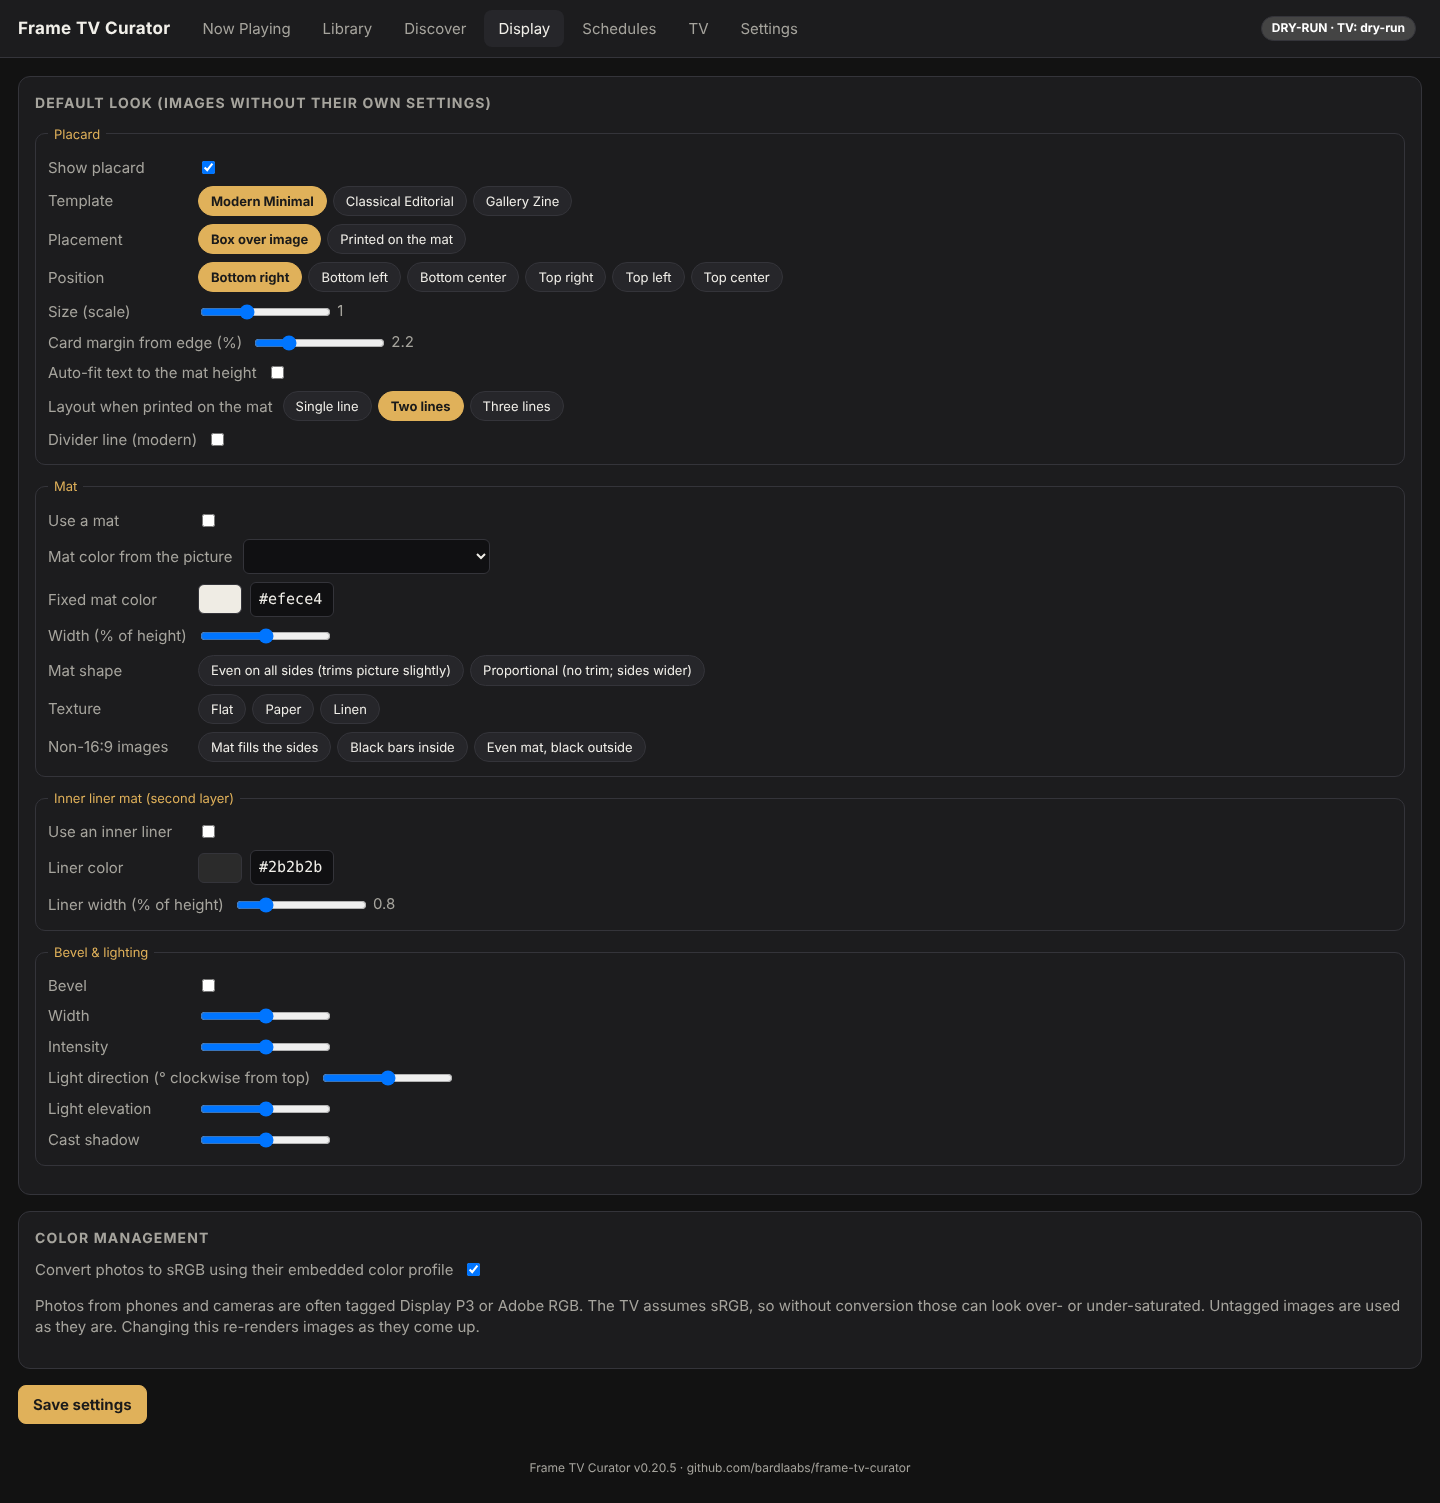 Frame TV Curator Now Playing Library Discover Display Schedules TV Settings DRY-RUN · TV: dry-run
DEFAULT LOOK (IMAGES WITHOUT THEIR OWN SETTINGS)
Placard
Show placard
Template Modern Minimal Classical Editorial Gallery Zine
Placement Box over image Printed on the mat
Position Bottom right Bottom left Bottom center Top right Top left Top center
Size (scale) 1
Card margin from edge (%) 2.2
Auto-fit text to the mat height
Layout when printed on the mat Single line Two lines Three lines
Divider line (modern)
Mat
Use a mat
Mat color from the picture
Fixed mat color #efece4
Width (% of height)
Mat shape Even on all sides (trims picture slightly) Proportional (no trim; sides wider)
Texture Flat Paper Linen
Non-16:9 images Mat fills the sides Black bars inside Even mat, black outside
Inner liner mat (second layer)
Use an inner liner
Liner color #2b2b2b
Liner width (% of height) 0.8
Bevel & lighting
Bevel
Width
Intensity
Light direction (° clockwise from top)
Light elevation
Cast shadow
COLOR MANAGEMENT
Convert photos to sRGB using their embedded color profile
Photos from phones and cameras are often tagged Display P3 or Adobe RGB. The TV assumes sRGB, so without conversion those can look over- or under-saturated. Untagged images are used
as they are. Changing this re-renders images as they come up.
Save settings
Frame TV Curator v0.20.5 · github.com/bardlaabs/frame-tv-curator